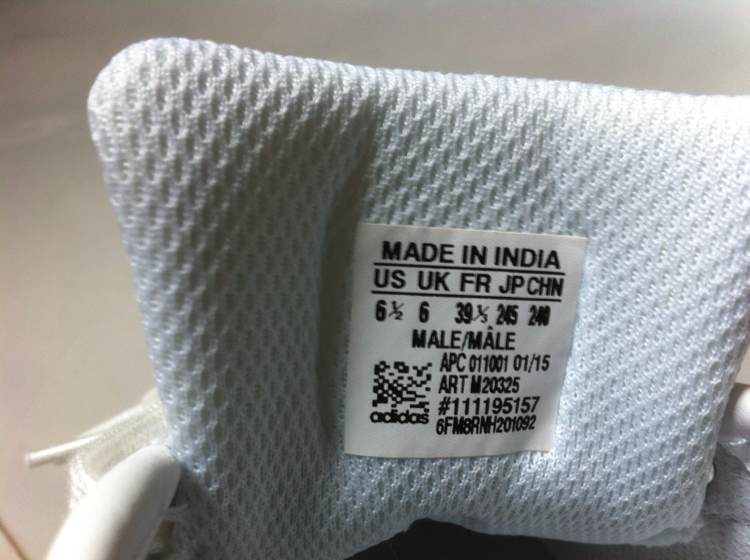 MADE IN INDIA
US UK FR JP CHN
6½ 6 39⅓ 245 240
MALE/MÂLE
APC 011001 01/15
ART M20325
#111195157
adidas 6FM8RNH201092